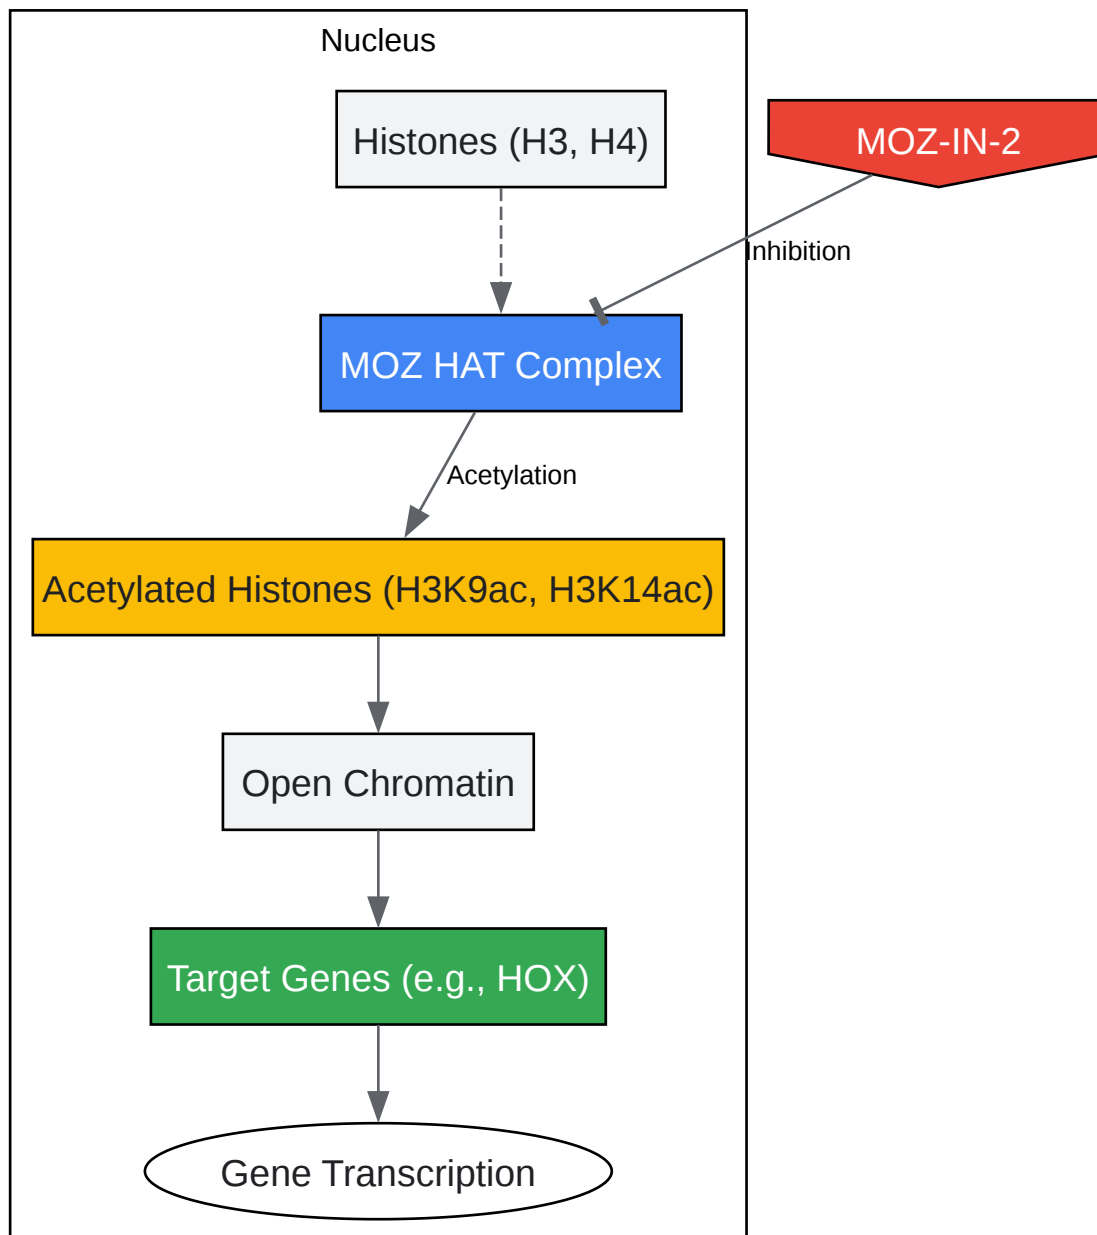 Nucleus
Histones (H3, H4)
MOZ-IN-2
Inhibition
MOZ HAT Complex
Acetylation
Acetylated Histones (H3K9ac, H3K14ac)
Open Chromatin
Target Genes (e.g., HOX)
Gene Transcription